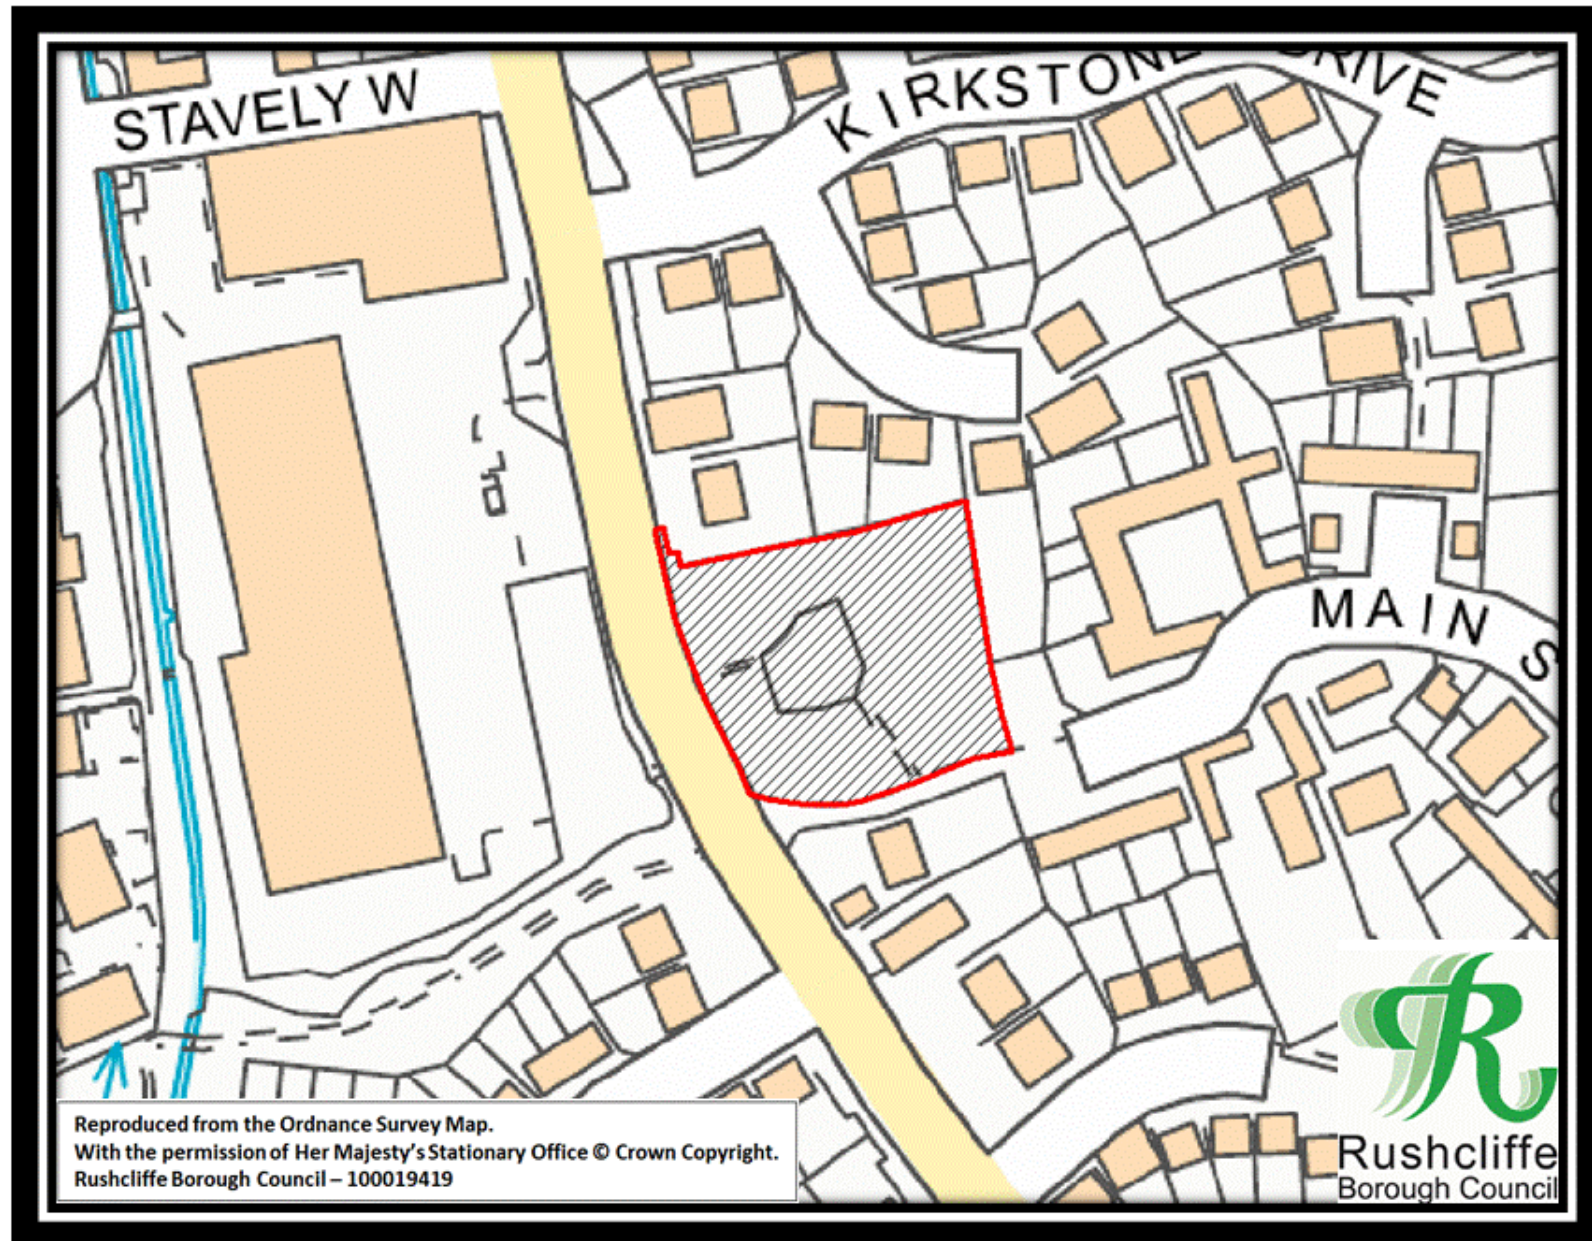 STAVELY W
KIRKSTONE DRIVE
MAIN S
Reproduced from the Ordnance Survey Map.
With the permission of Her Majesty's Stationary Office © Crown Copyright.
Rushcliffe Borough Council – 100019419
Rushcliffe
Borough Council